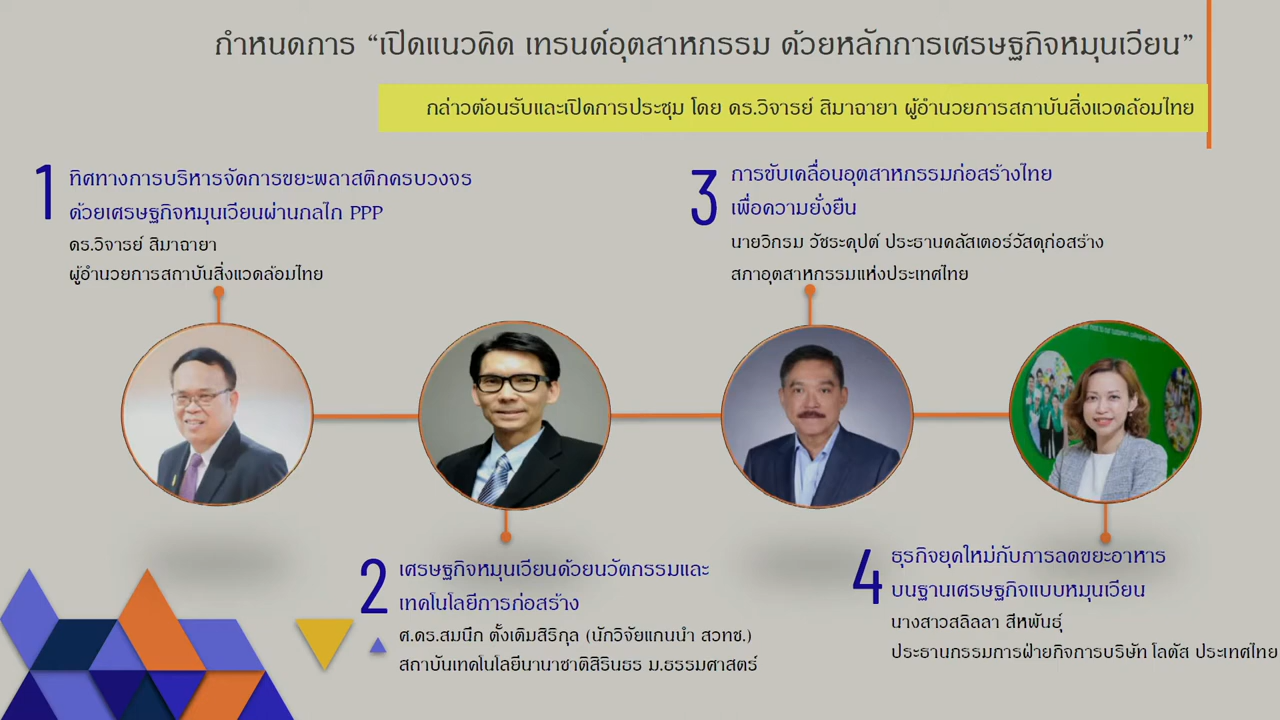 กำหนดการ “เปิดแนวคิด เทรนด์อุตสาหกรรม ด้วยหลักการเศรษฐกิจหมุนเวียน”
กล่าวต้อนรับและเปิดการประชุม โดย ดร.วิจารย์ สิมาฉายา ผู้อำนวยการสถาบันสิ่งแวดล้อมไทย
1
ทิศทางการบริหารจัดการขยะพลาสติกครบวงจร
ด้วยเศรษฐกิจหมุนเวียนผ่านกลไก PPP
ดร.วิจารย์ สิมาฉายา
ผู้อำนวยการสถาบันสิ่งแวดล้อมไทย
3
การขับเคลื่อนอุตสาหกรรมก่อสร้างไทย
เพื่อความยั่งยืน
นายวิกรม วัชระคุปต์ ประธานคลัสเตอร์วัสดุก่อสร้าง
สภาอุตสาหกรรมแห่งประเทศไทย
2
เศรษฐกิจหมุนเวียนด้วยนวัตกรรมและ
เทคโนโลยีการก่อสร้าง
ศ.ดร.สมนึก ตั้งเติมสิริกุล (นักวิจัยแกนนำ สวทช.)
สถาบันเทคโนโลยีนานาชาติสิรินธร ม.ธรรมศาสตร์
4
ธุรกิจยุคใหม่กับการลดขยะอาหาร
บนฐานเศรษฐกิจแบบหมุนเวียน
นางสาวสลิลลา สีหพันธุ์
ประธานกรรมการฝ่ายกิจการบริษัท โลตัส ประเทศไทย